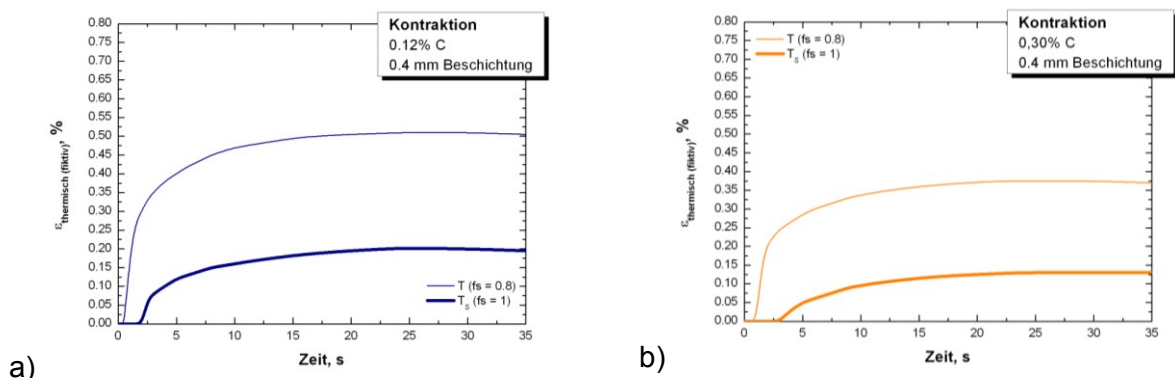 Kontraktion
0.12% C
0.4 mm Beschichtung
0.80
0.75
0.70
0.65
0.60
0.55
0.50
0.45
0.40
0.35
0.30
0.25
0.20
0.15
0.10
0.05
0.00
ε thermisch (fiktiv), %
T (fs = 0.8)
Ts (fs = 1)
0 5 10 15 20 25 30 35
Zeit, s
a)
Kontraktion
0,30% C
0.4 mm Beschichtung
T (fs = 0.8)
Ts (fs = 1)
0.80
0.75
0.70
0.65
0.60
0.55
0.50
0.45
0.40
0.35
0.30
0.25
0.20
0.15
0.10
0.05
0.00
ε thermisch (fiktiv), %
0 5 10 15 20 25 30 35
Zeit, s
b)